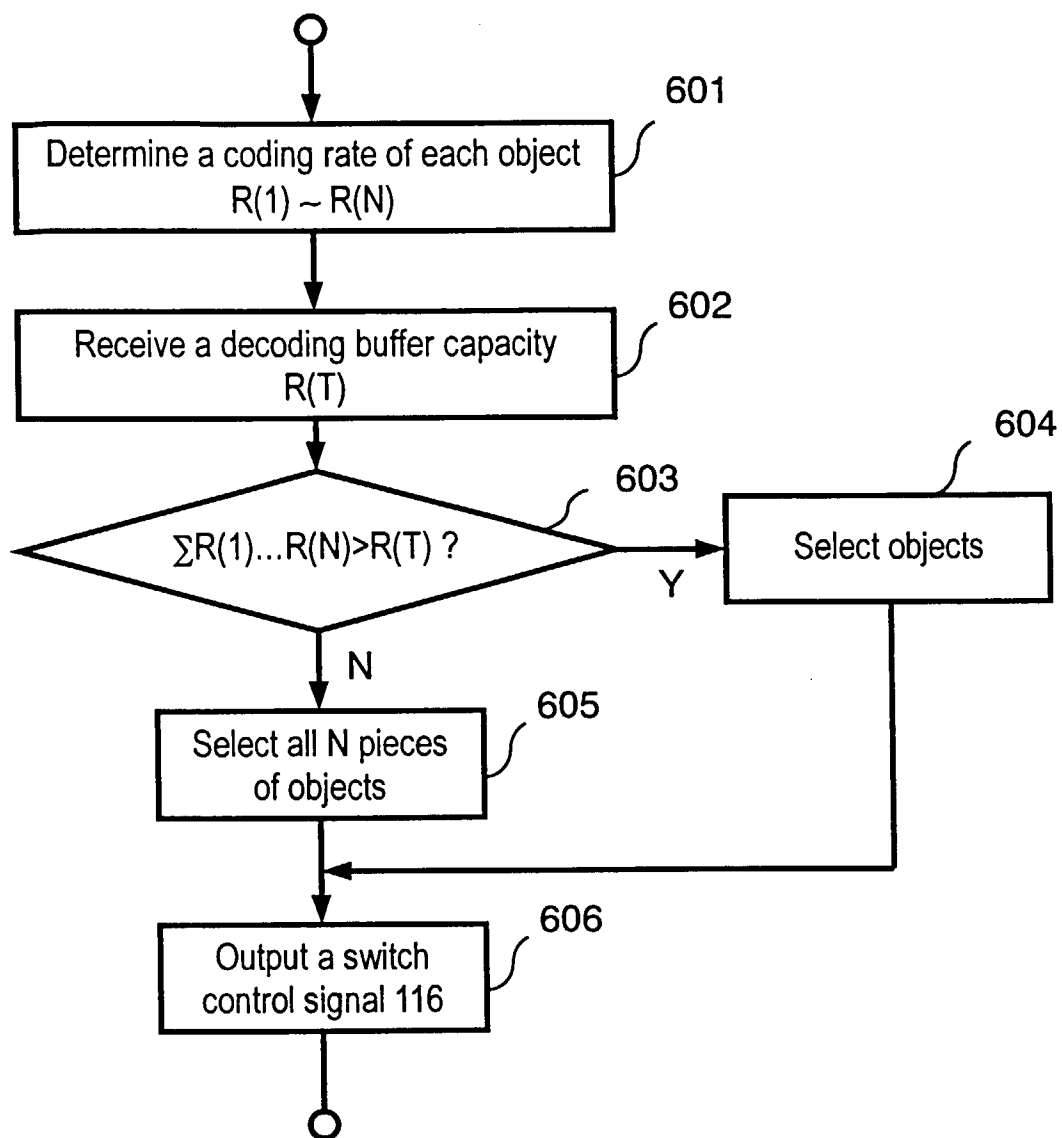 601
Determine a coding rate of each object
R(1) ~ R(N)
602
Receive a decoding buffer capacity
R(T)
603
∑R(1)...R(N)>R(T) ?
Y
604
Select objects
N
605
Select all N pieces
of objects
606
Output a switch
control signal 116